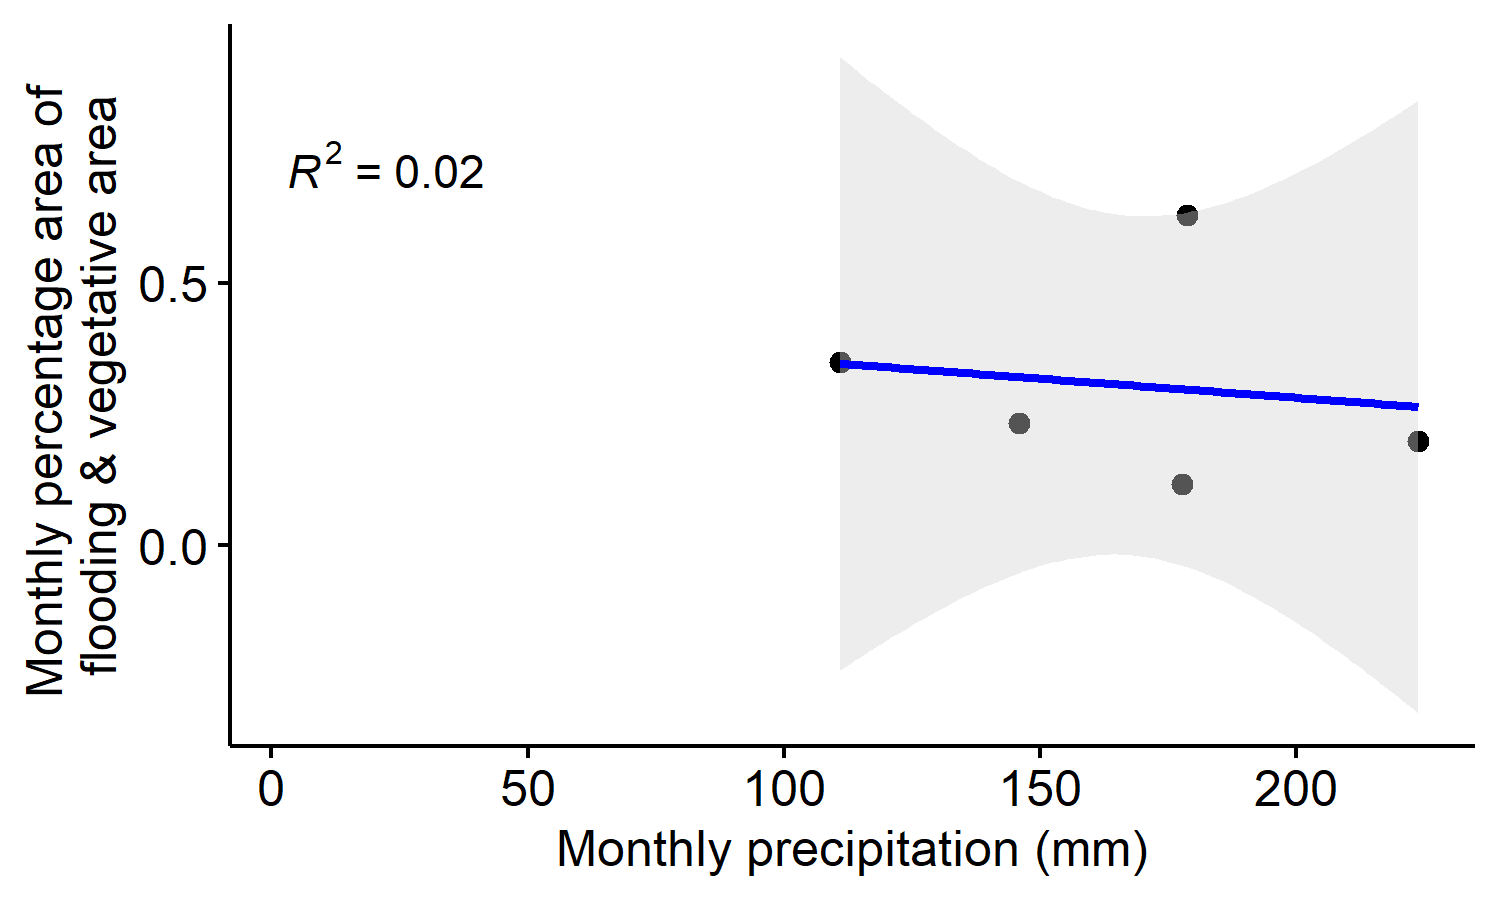 Monthly percentage area of
flooding & vegetative area
R² = 0.02
0.5
0.0
0 50 100 150 200
Monthly precipitation (mm)